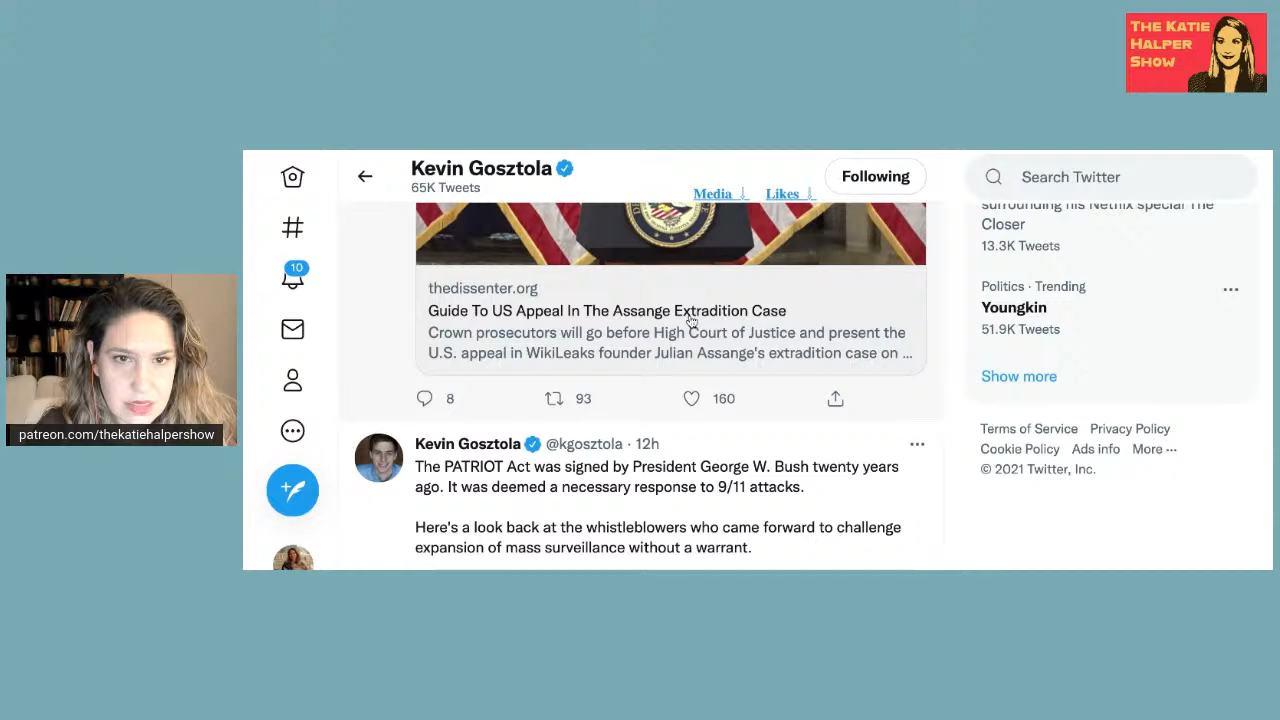 THE KATIE
HALPER
SHOW
Kevin Gosztola
65K Tweets
Media ↓ Likes ↓
Following
Search Twitter
surrounding his Netflix special The
Closer
13.3K Tweets
10
thedissenter.org
Guide To US Appeal In The Assange Extradition Case
Crown prosecutors will go before High Court of Justice and present the
U.S. appeal in WikiLeaks founder Julian Assange's extradition case on ...
Politics · Trending
Youngkin
51.9K Tweets
Show more
8 93 160
Kevin Gosztola @kgosztola · 12h
The PATRIOT Act was signed by President George W. Bush twenty years
ago. It was deemed a necessary response to 9/11 attacks.
Here's a look back at the whistleblowers who came forward to challenge
expansion of mass surveillance without a warrant.
Terms of Service Privacy Policy
Cookie Policy Ads info More ···
© 2021 Twitter, Inc.
patreon.com/thekatiehalpershow